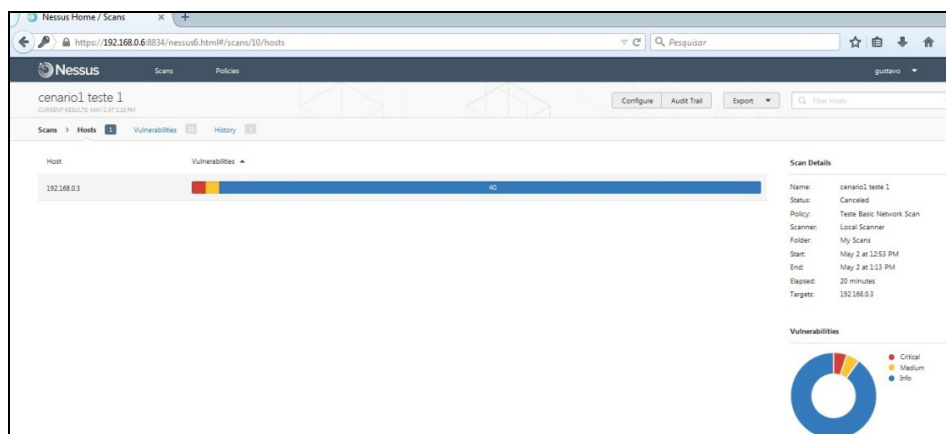 Nessus Home / Scans
https://192.168.0.6:8834/nessus6.html#/scans/10/hosts
Pesquisar
Nessus Scans Policies gustavo
cenario1 teste 1
CURRENT RESULTS: MAY 2 AT 1:13 PM
Configure Audit Trail Export Filter Hosts
Scans > Hosts 1 Vulnerabilities History
Host Vulnerabilities
192.168.0.3 40
Scan Details
Name: cenario1 teste 1
Status: Canceled
Policy: Teste Basic Network Scan
Scanner: Local Scanner
Folder: My Scans
Start: May 2 at 12:53 PM
End: May 2 at 1:13 PM
Elapsed: 20 minutes
Targets: 192.168.0.3
Vulnerabilities
Critical
Medium
Info